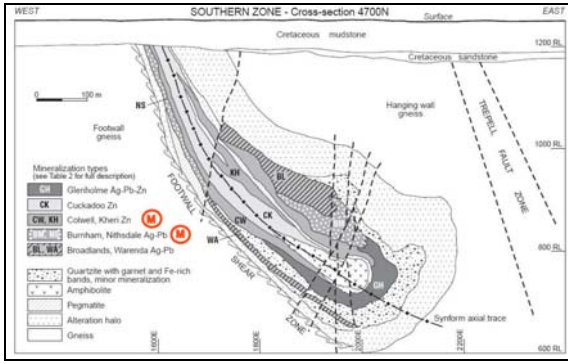 WEST
SOUTHERN ZONE - Cross-section 4700N
Surface
EAST
Cretaceous mudstone
Cretaceous sandstone
1200 RL
0 100 m
NS
Footwall
gneiss
Hanging wall
gneiss
TREPELL
FAULT
ZONE
1000 RL
Mineralization types
(see Table 2 for full description)
GH Glenholme Ag-Pb-Zn
CK Cuckadoo Zn
CW, KH Colwell, Kheri Zn M
Burnham, Nithsdale Ag-Pb M
BL, WA Broadlands, Warenda Ag-Pb
Quartzite with garnet and Fe-rich
bands, minor mineralization
Amphibolite
Pegmatite
Alteration halo
Gneiss
FOOTWALL
SHEAR
ZONE
BL
KH
CK
CW
WA
GH
800 RL
Synform axial trace
600 RL
1800E
2200E